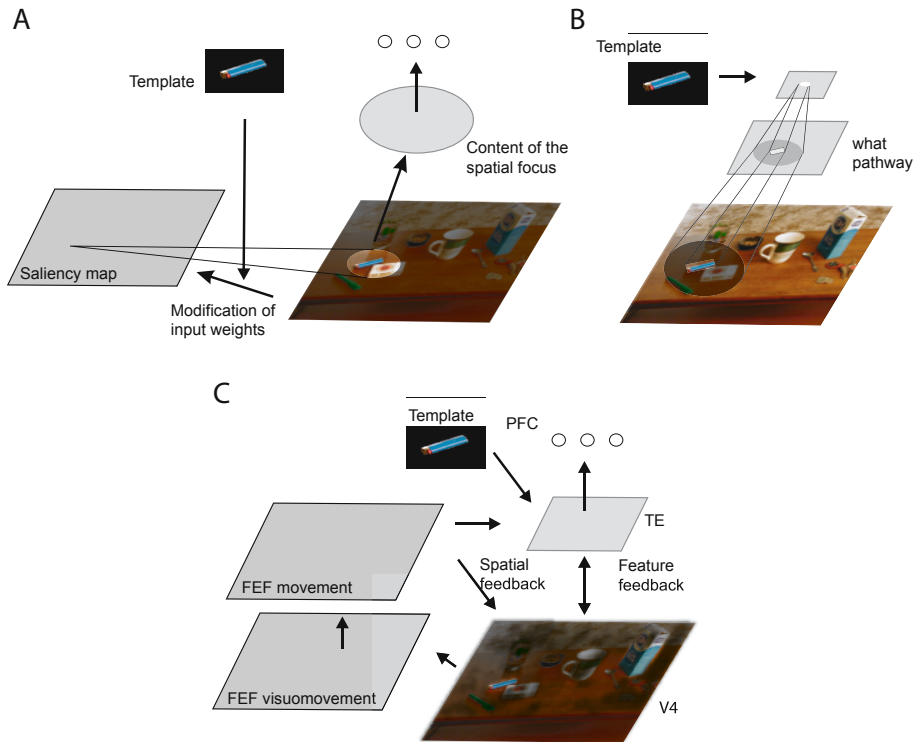 A
Template
Content of the
spatial focus
Saliency map
Modification of
input weights
B
Template
what
pathway
C
Template
PFC
TE
Spatial
feedback
Feature
feedback
FEF movement
FEF visuomovement
V4